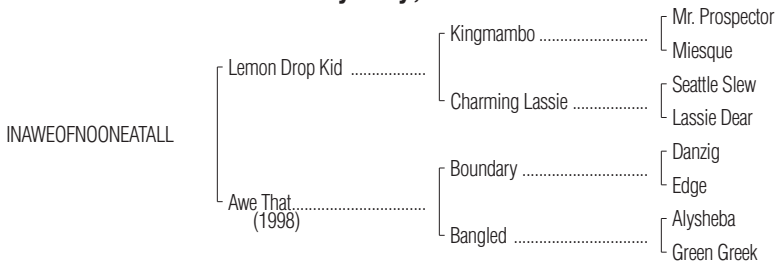 Mr. Prospector
Kingmambo ..........................
Miesque
Lemon Drop Kid ..................
Seattle Slew
Charming Lassie ..................
Lassie Dear
INAWEOFNOONEATALL
Danzig
Boundary ..............................
Edge
Awe That................................
(1998)
Alysheba
Bangled ................................
Green Greek